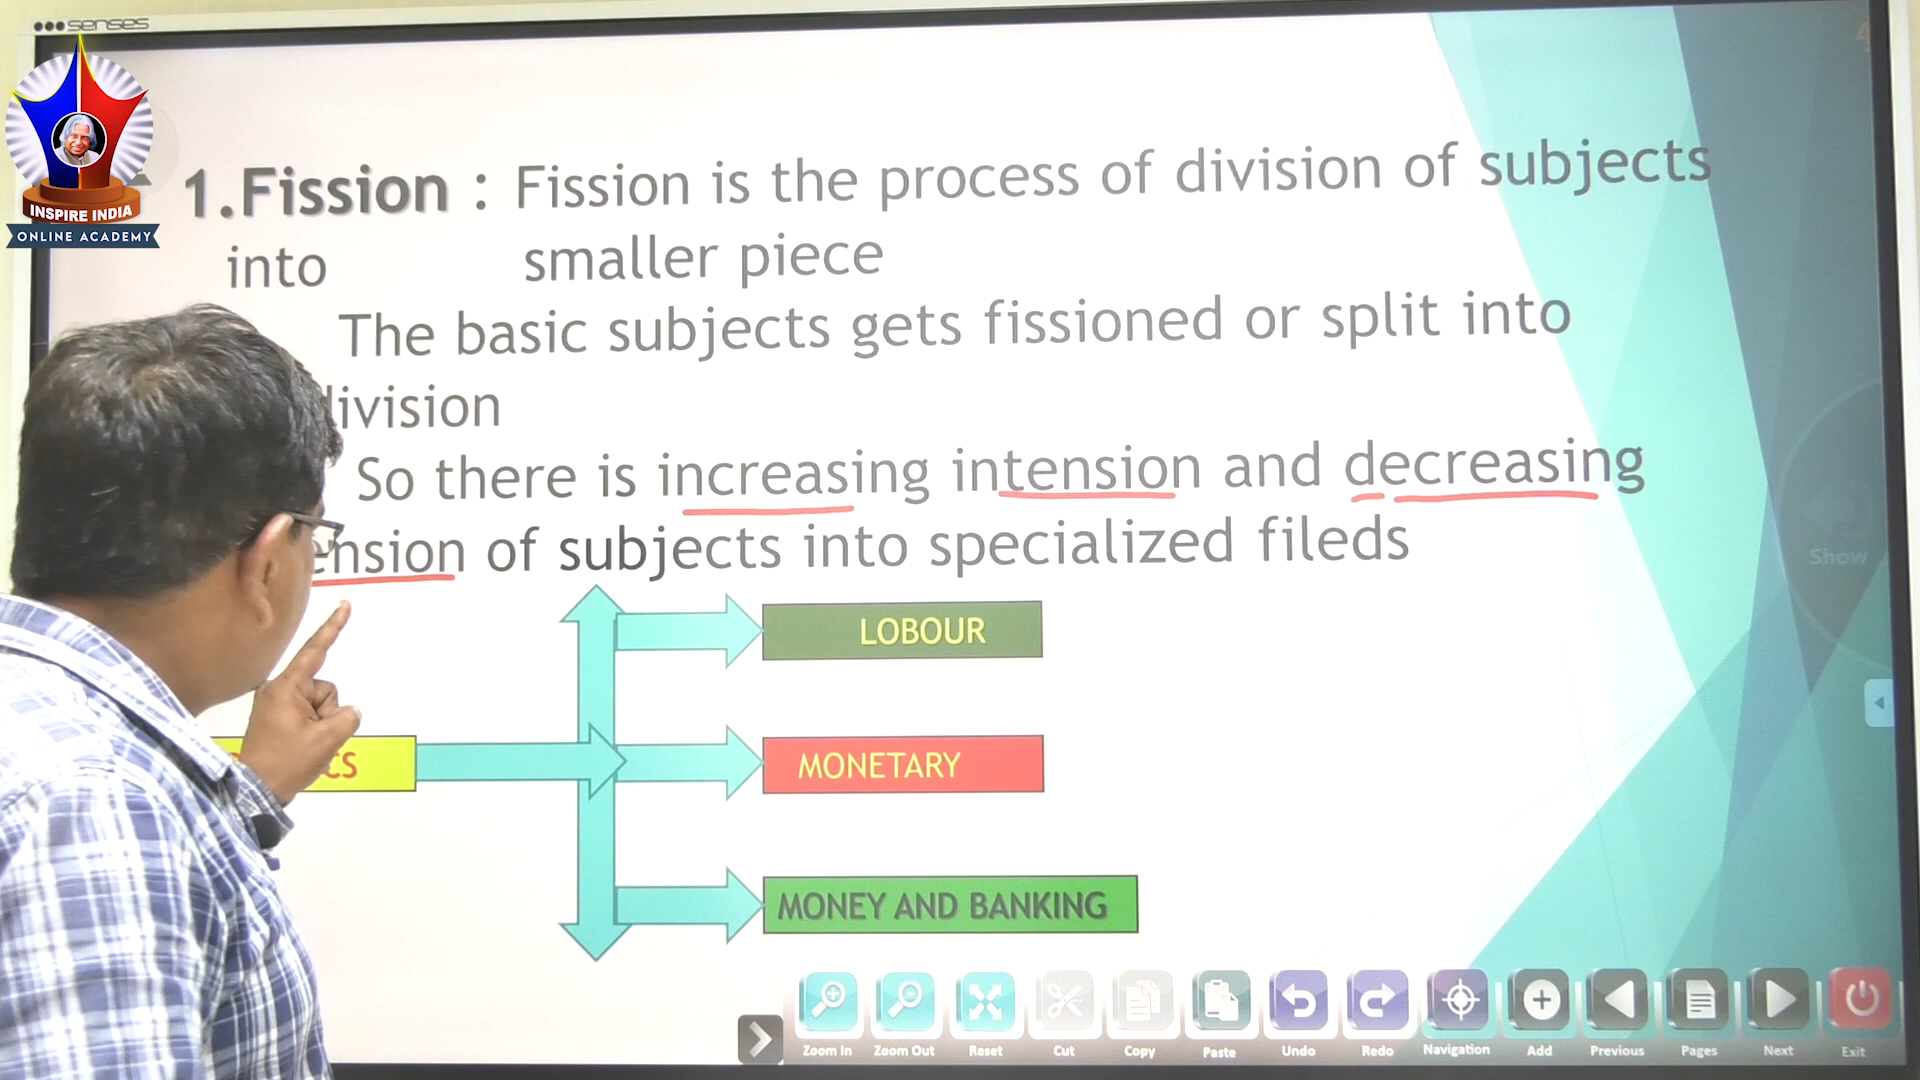 senses
INSPIRE INDIA
ONLINE ACADEMY
1.Fission : Fission is the process of division of subjects
into smaller piece
The basic subjects gets fissioned or split into
division
So there is increasing intension and decreasing
ension of subjects into specialized fileds
LOBOUR
CS
MONETARY
MONEY AND BANKING
Show
Zoom In Zoom Out Reset Cut Copy Paste Undo Redo Navigation Add Previous Pages Next Exit